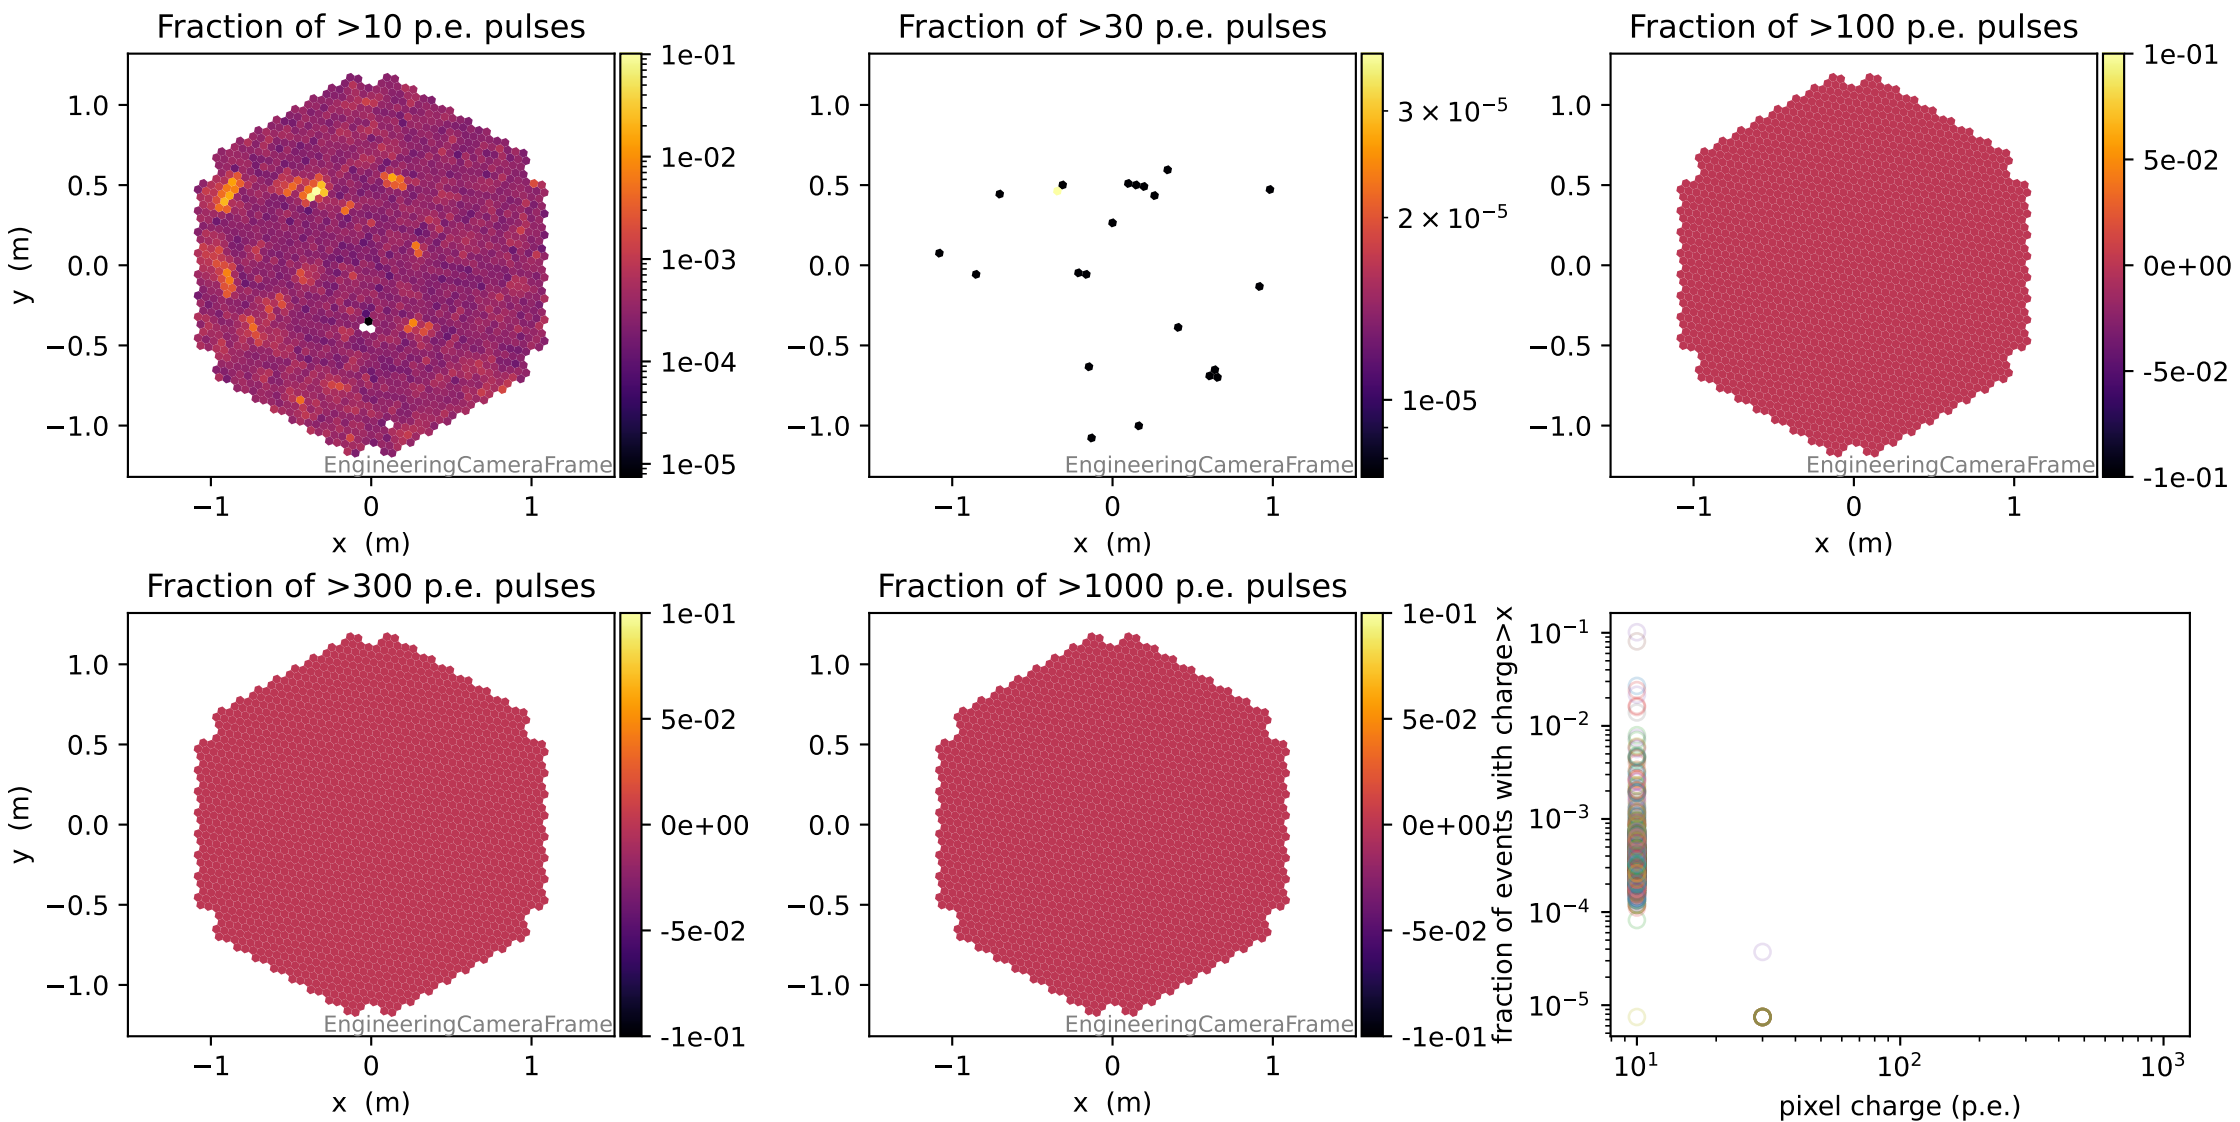 Fraction of >10 p.e. pulses
1.0
0.5
0.0
−0.5
−1.0
y (m)
−1
0
1
x (m)
EngineeringCameraFrame
1e-01
1e-02
1e-03
1e-04
1e-05
Fraction of >30 p.e. pulses
1.0
0.5
0.0
−0.5
−1.0
−1
0
1
x (m)
EngineeringCameraFrame
3×10⁻⁵
2×10⁻⁵
1e-05
Fraction of >100 p.e. pulses
1.0
0.5
0.0
−0.5
−1.0
−1
0
1
x (m)
EngineeringCameraFrame
1e-01
5e-02
0e+00
-5e-02
-1e-01
Fraction of >300 p.e. pulses
1.0
0.5
0.0
−0.5
−1.0
y (m)
−1
0
1
x (m)
EngineeringCameraFrame
1e-01
5e-02
0e+00
-5e-02
-1e-01
Fraction of >1000 p.e. pulses
1.0
0.5
0.0
−0.5
−1.0
−1
0
1
x (m)
EngineeringCameraFrame
1e-01
5e-02
0e+00
-5e-02
-1e-01
fraction of events with charge>x
10⁻¹
10⁻²
10⁻³
10⁻⁴
10⁻⁵
10¹
10²
10³
pixel charge (p.e.)